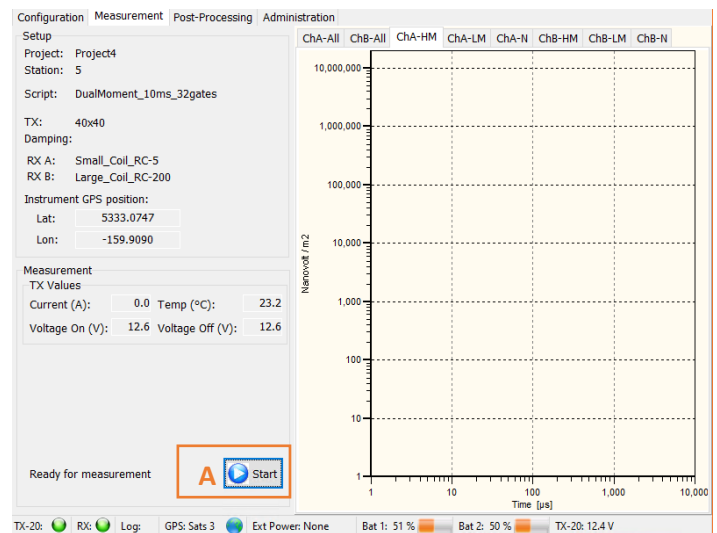 Configuration Measurement Post-Processing Administration
Setup
Project: Project4
Station: 5
Script: DualMoment_10ms_32gates
TX: 40x40
Damping:
RX A: Small_Coil_RC-5
RX B: Large_Coil_RC-200
Instrument GPS position:
Lat: 5333.0747
Lon: -159.9090
Measurement
TX Values
Current (A): 0.0 Temp (°C): 23.2
Voltage On (V): 12.6 Voltage Off (V): 12.6
Ready for measurement A Start
ChA-All ChB-All ChA-HM ChA-LM ChA-N ChB-HM ChB-LM ChB-N
Nanovolt / m2
10,000,000
1,000,000
100,000
10,000
1,000
100
10
1
1 10 100 1,000 10,000
Time [µs]
TX-20: RX: Log: GPS: Sats 3 Ext Power: None Bat 1: 51 % Bat 2: 50 % TX-20: 12.4 V